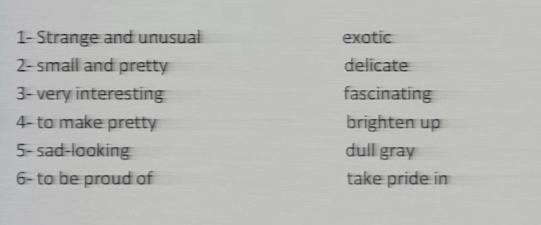 1- Strange and unusual exotic
2- small and pretty delicate
3- very interesting fascinating
4- to make pretty brighten up
5- sad-looking dull gray
6- to be proud of take pride in